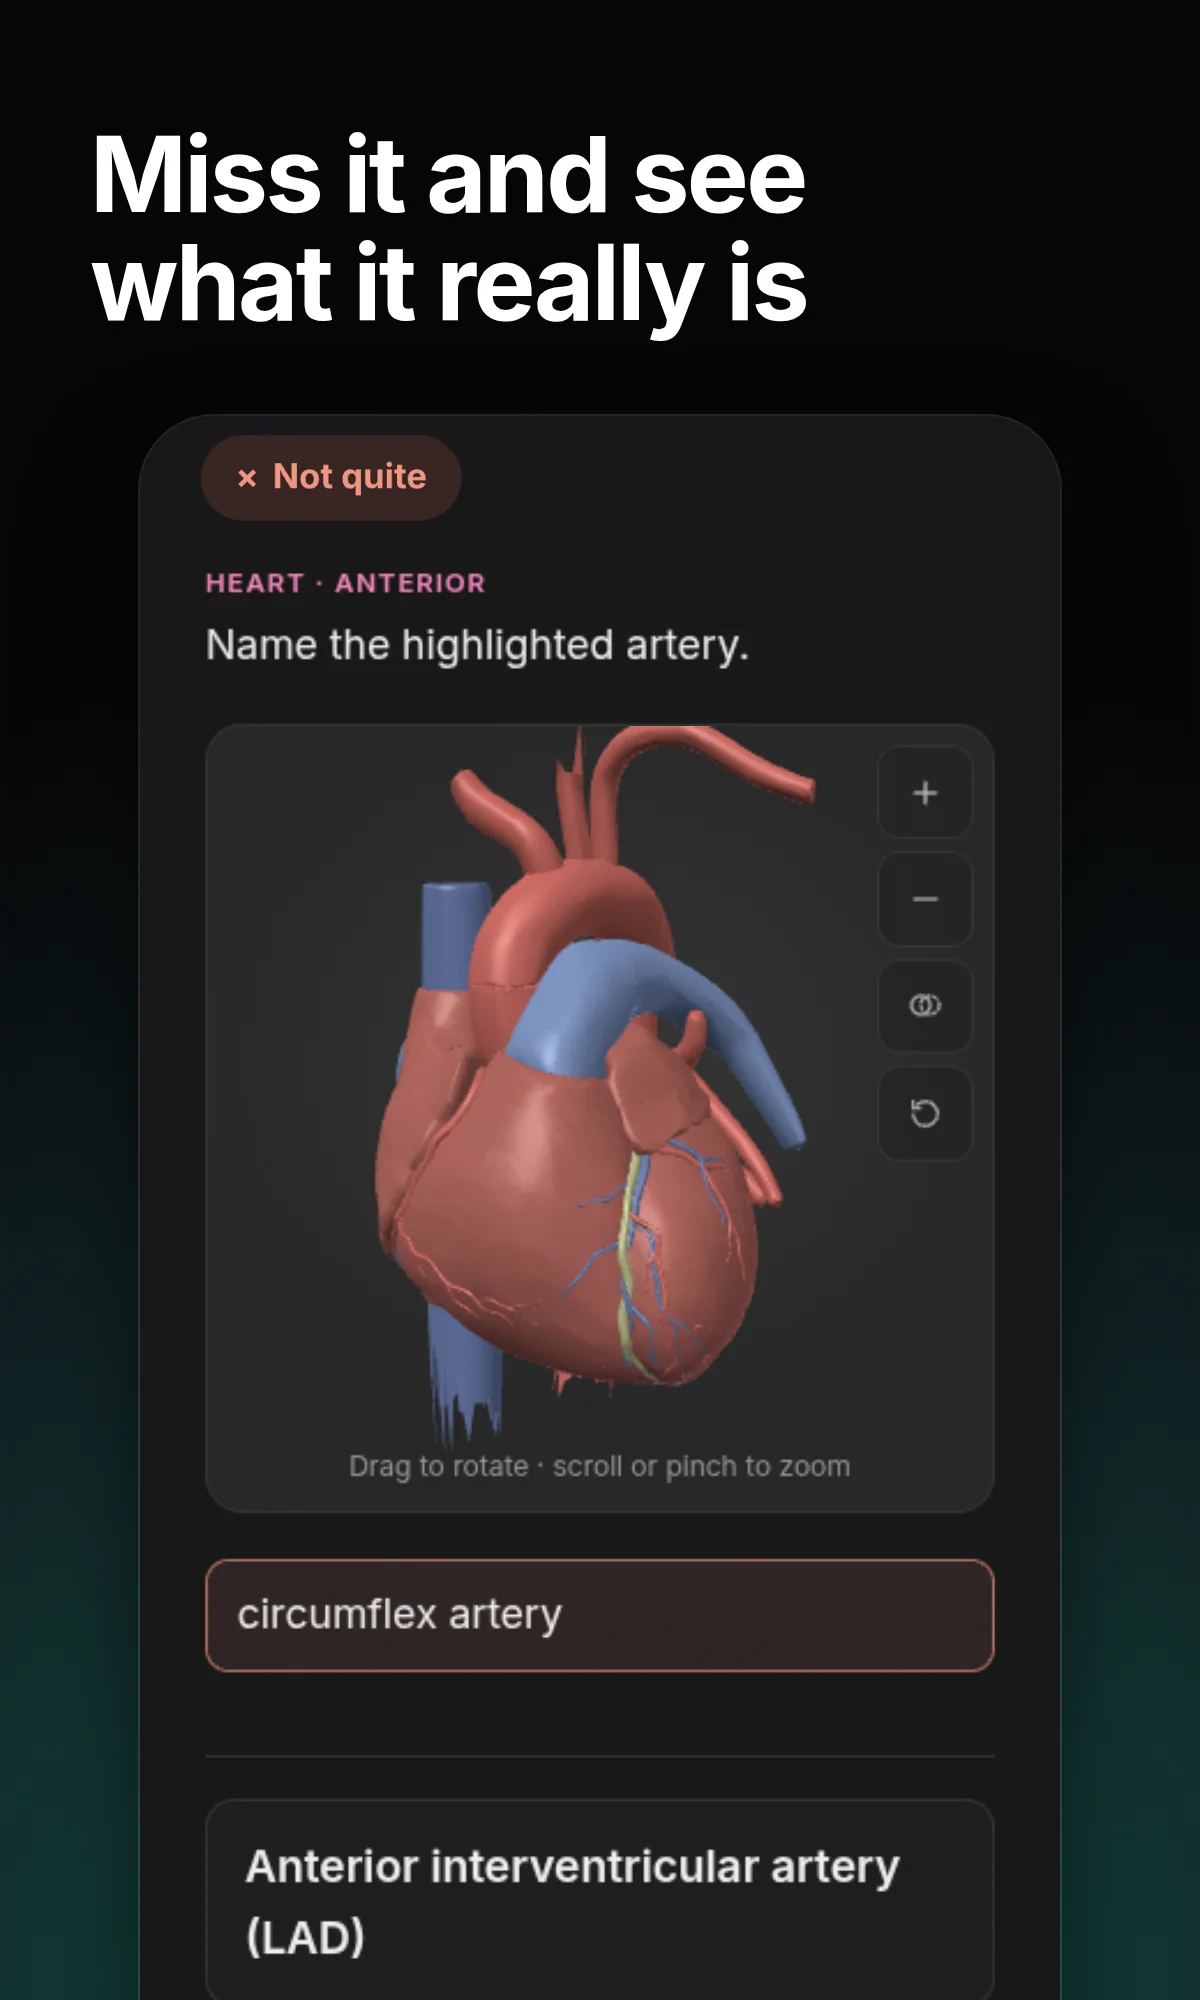 Miss it and see
what it really is
× Not quite
HEART · ANTERIOR
Name the highlighted artery.
Drag to rotate · scroll or pinch to zoom
circumflex artery
Anterior interventricular artery
(LAD)